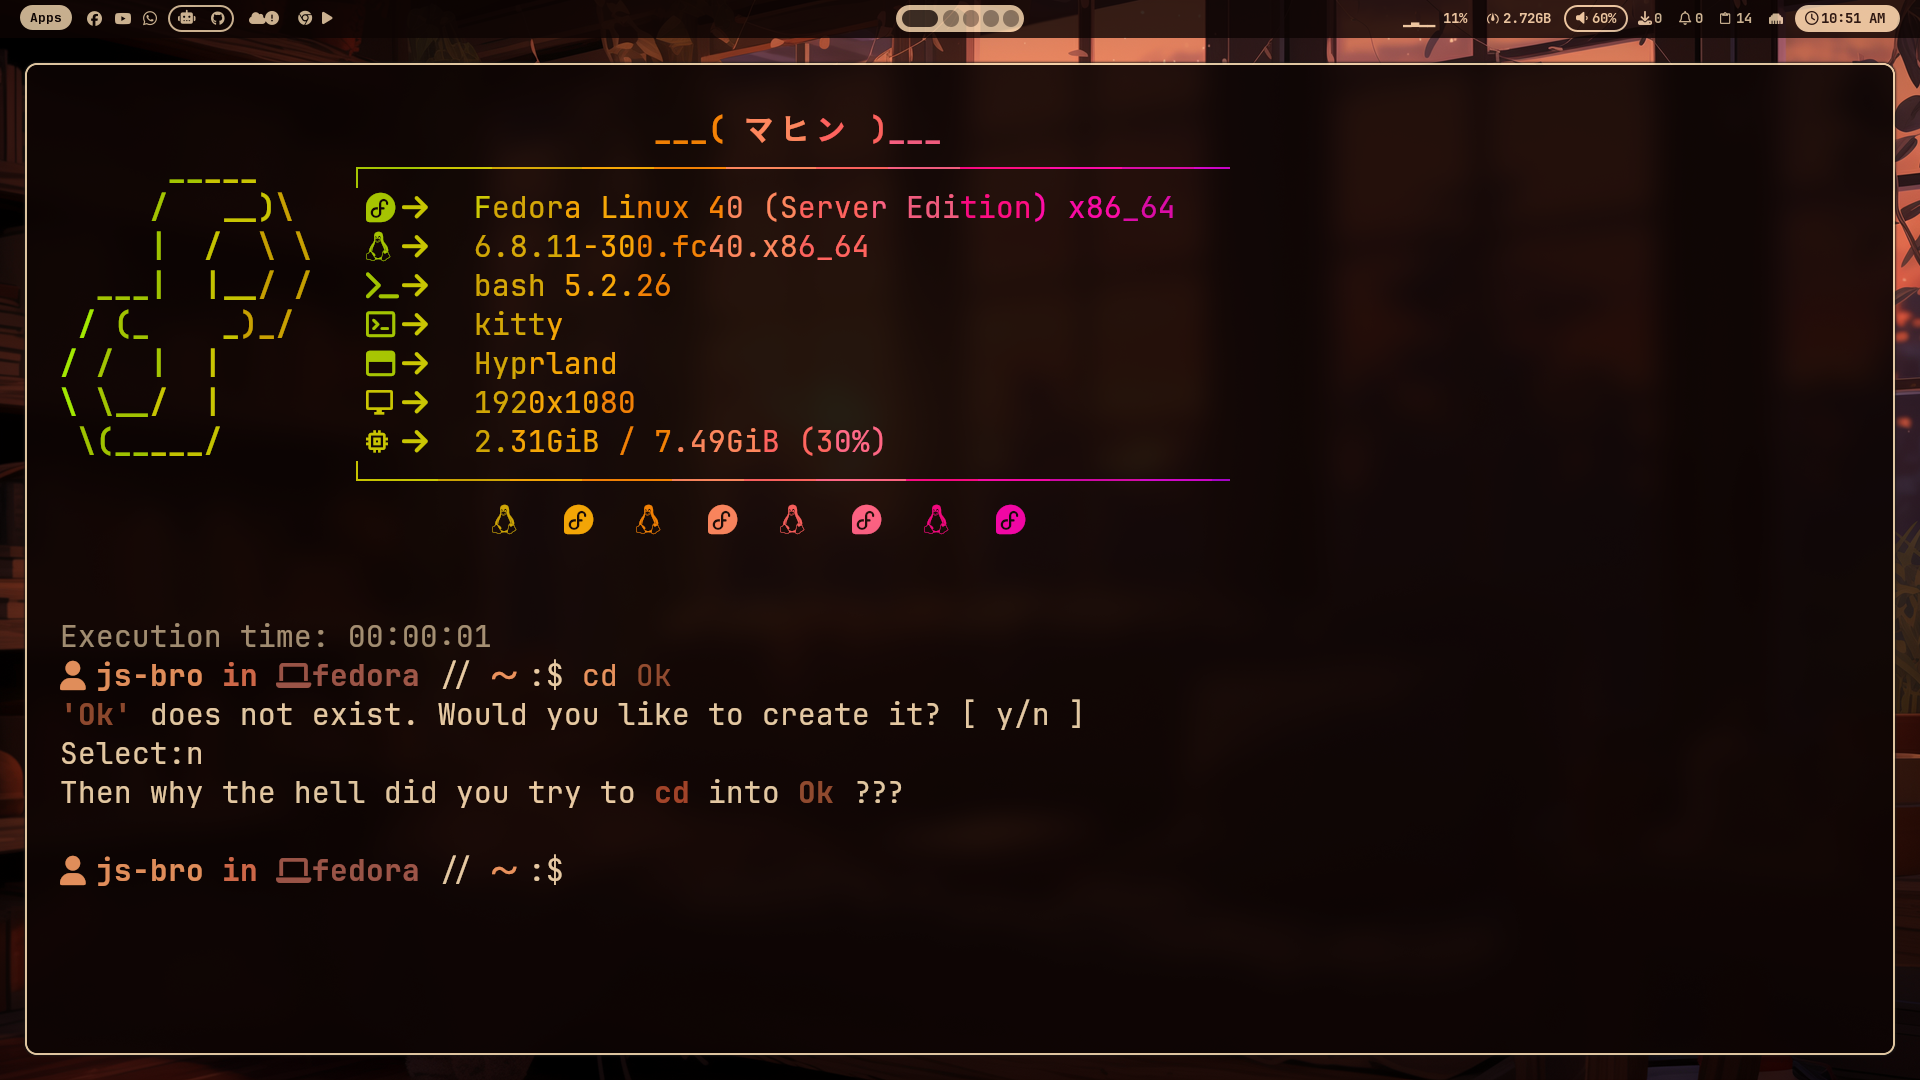 Apps
11% 2.72GB 60% 0 0 14 10:51 AM
___( マヒン )___
Fedora Linux 40 (Server Edition) x86_64
6.8.11-300.fc40.x86_64
bash 5.2.26
kitty
Hyprland
1920x1080
2.31GiB / 7.49GiB (30%)
Execution time: 00:00:01
js-bro in fedora // ~ :$ cd Ok
'Ok' does not exist. Would you like to create it? [ y/n ]
Select:n
Then why the hell did you try to cd into Ok ???
js-bro in fedora // ~ :$